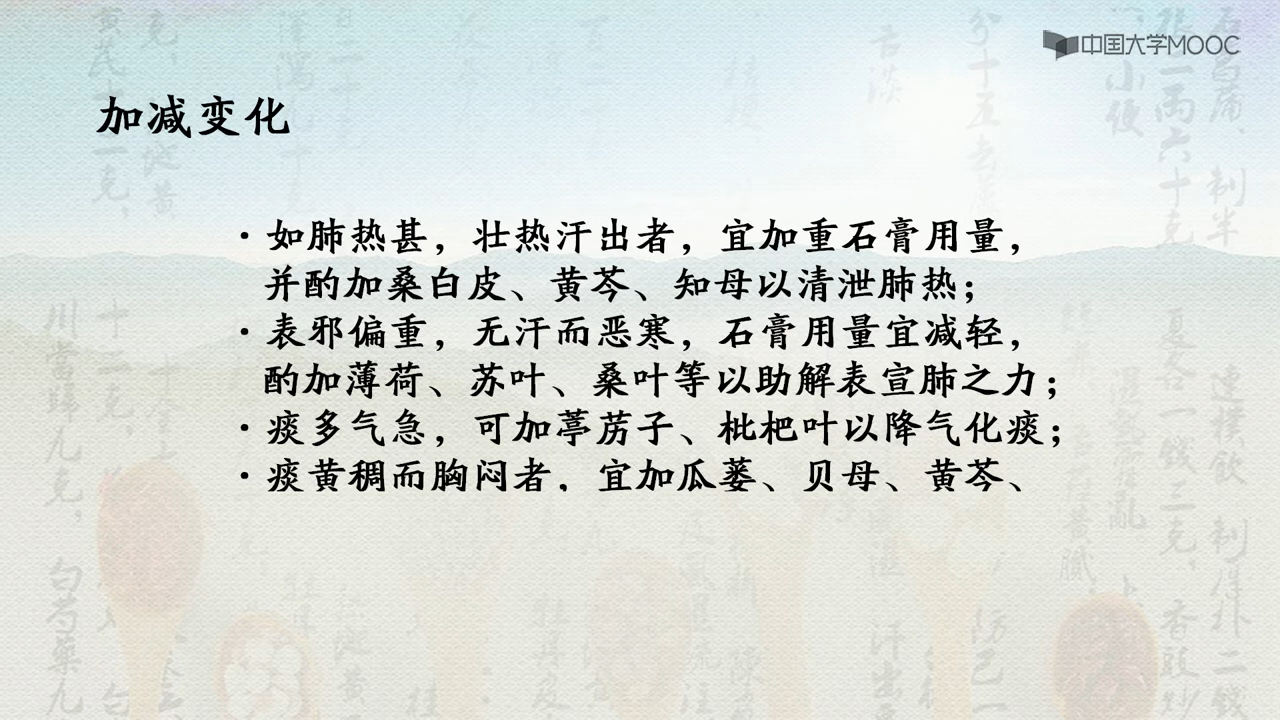 中国大学MOOC
加减变化
·如肺热甚，壮热汗出者，宜加重石膏用量，
并酌加桑白皮、黄芩、知母以清泄肺热；
·表邪偏重，无汗而恶寒，石膏用量宜减轻，
酌加薄荷、苏叶、桑叶等以助解表宣肺之力；
·痰多气急，可加葶苈子、枇杷叶以降气化痰；
·痰黄稠而胸闷者，宜加瓜蒌、贝母、黄芩、